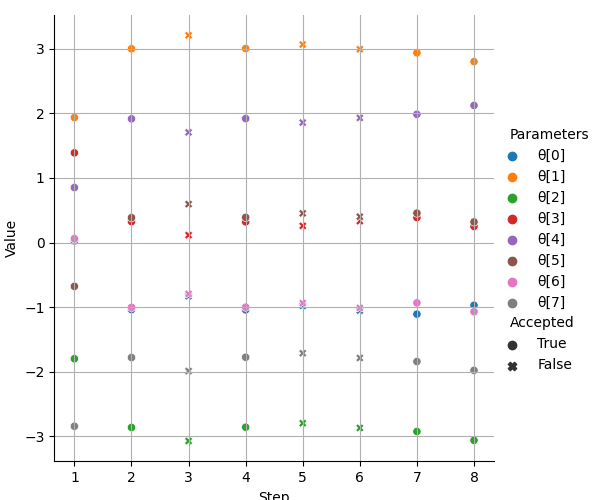 3
2
1
0
−1
−2
−3
Value
1 2 3 4 5 6 7 8
Step
Parameters
θ[0]
θ[1]
θ[2]
θ[3]
θ[4]
θ[5]
θ[6]
θ[7]
Accepted
True
False